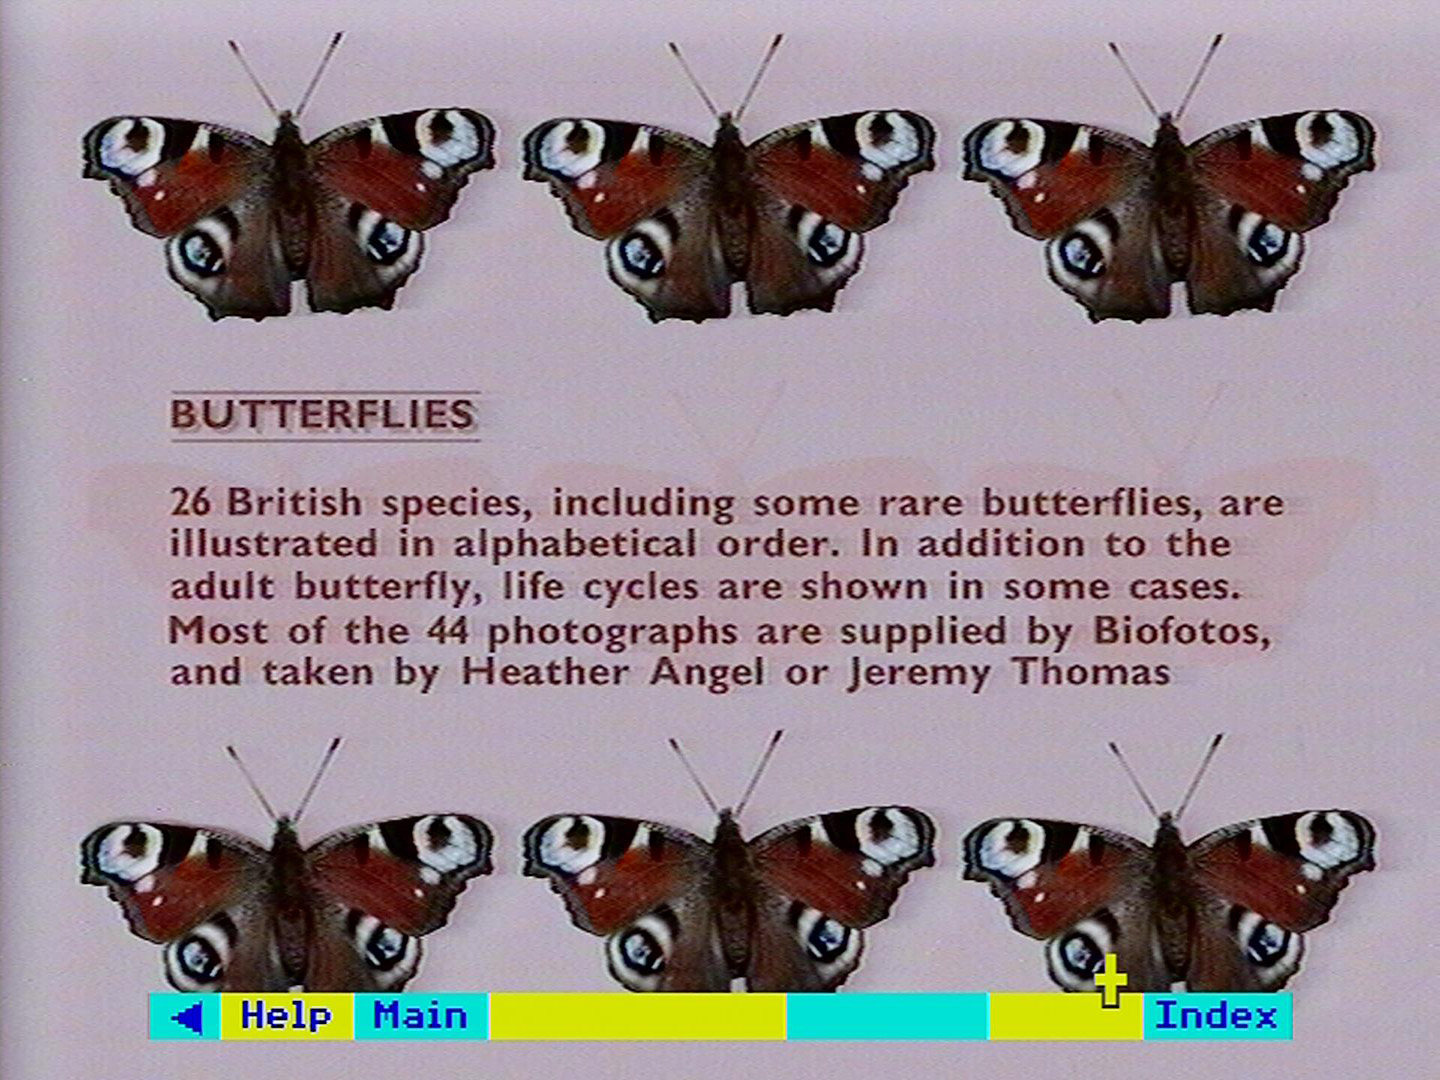 BUTTERFLIES
26 British species, including some rare butterflies, are
illustrated in alphabetical order. In addition to the
adult butterfly, life cycles are shown in some cases.
Most of the 44 photographs are supplied by Biofotos,
and taken by Heather Angel or Jeremy Thomas
Help Main Index